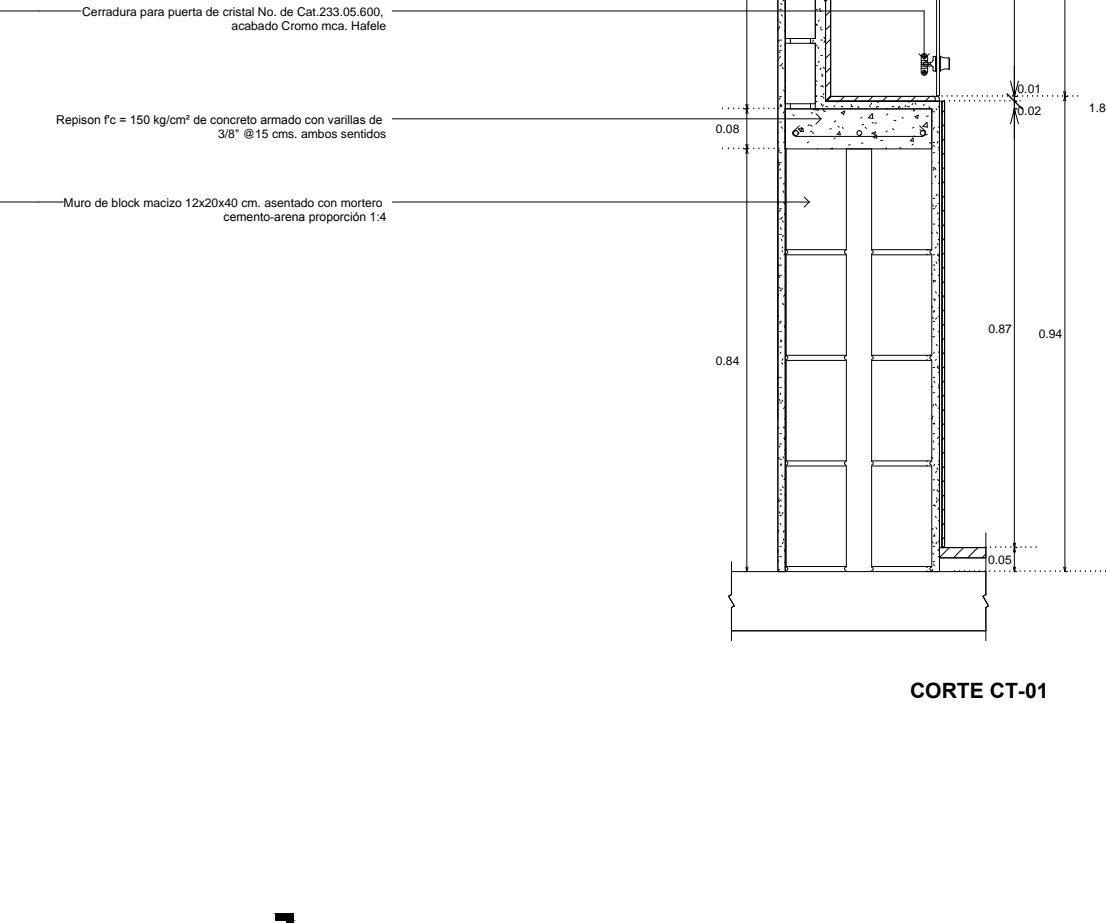 Cerradura para puerta de cristal No. de Cat.233.05.600,
acabado Cromo mca. Hafele
0.01
1.8
0.02
Repison f'c = 150 kg/cm² de concreto armado con varillas de
3/8" @15 cms. ambos sentidos
0.08
Muro de block macizo 12x20x40 cm. asentado con mortero
cemento-arena proporción 1:4
0.87
0.94
0.84
0.05
CORTE CT-01